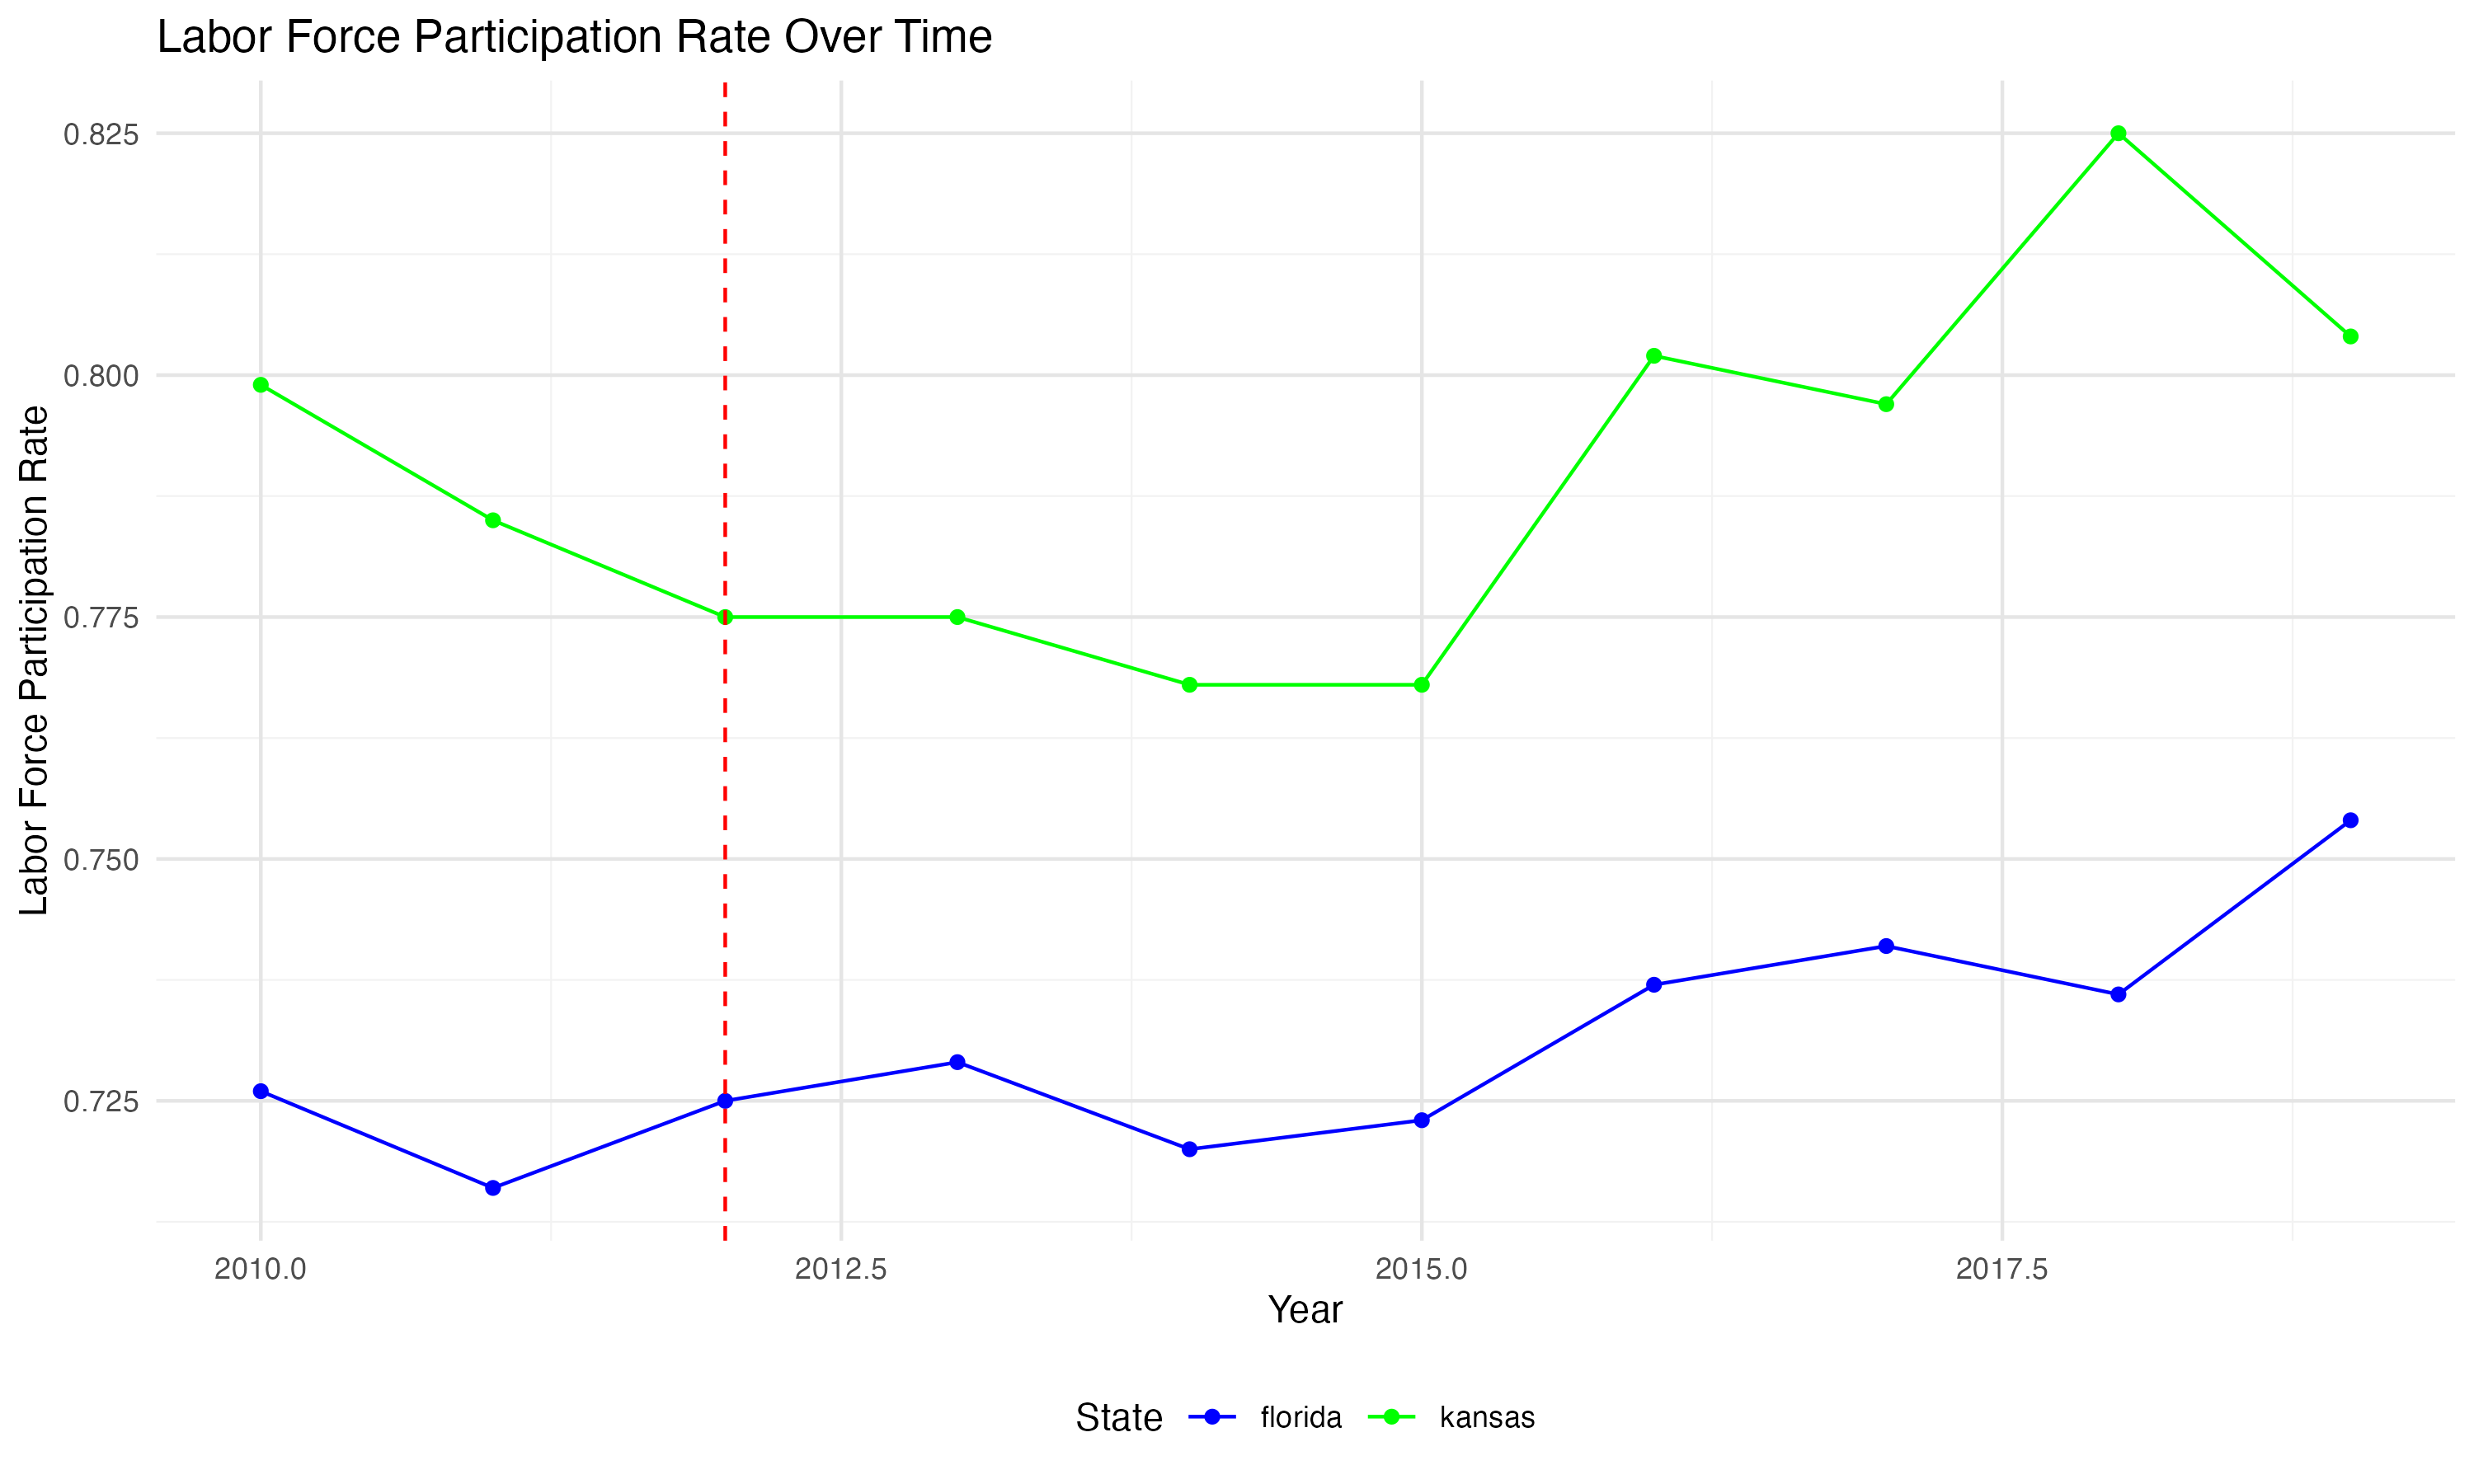 Labor Force Participation Rate Over Time
Labor Force Participation Rate
0.825
0.800
0.775
0.750
0.725
2010.0 2012.5 2015.0 2017.5
Year
State florida kansas